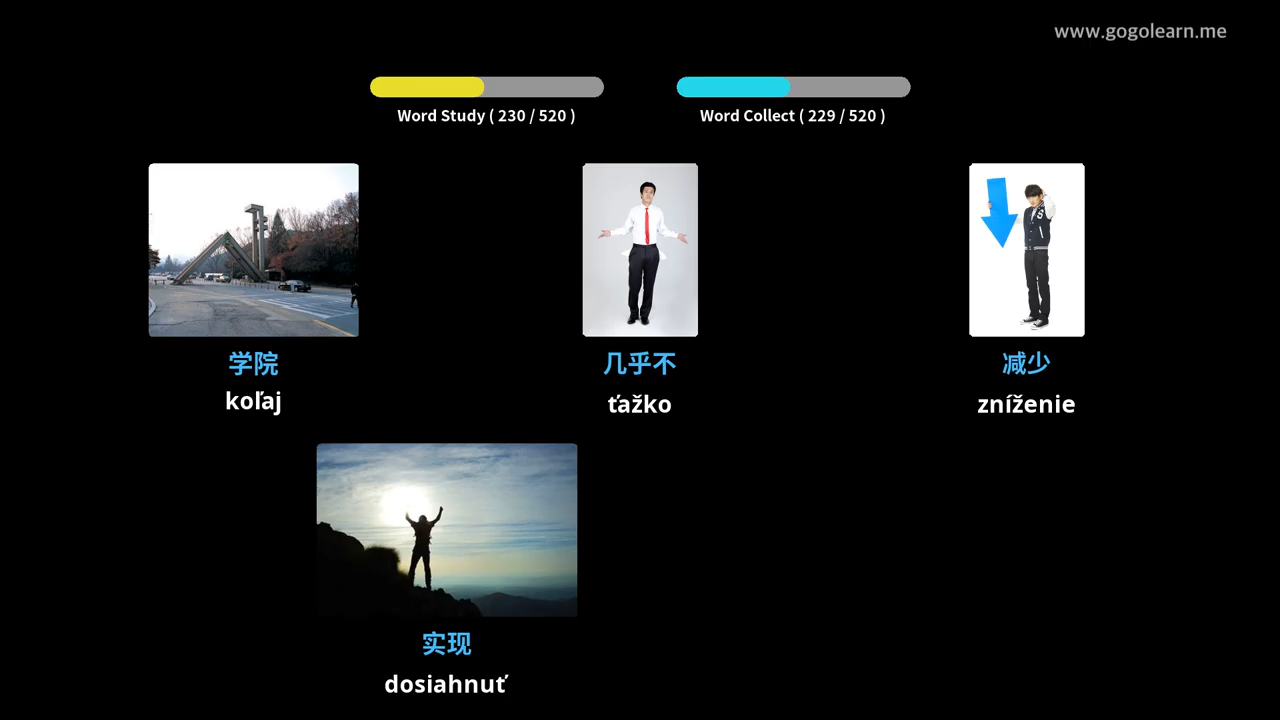 www.gogolearn.me
Word Study ( 230 / 520 )
Word Collect ( 229 / 520 )
学院
koľaj
几乎不
ťažko
减少
zníženie
实现
dosiahnuť